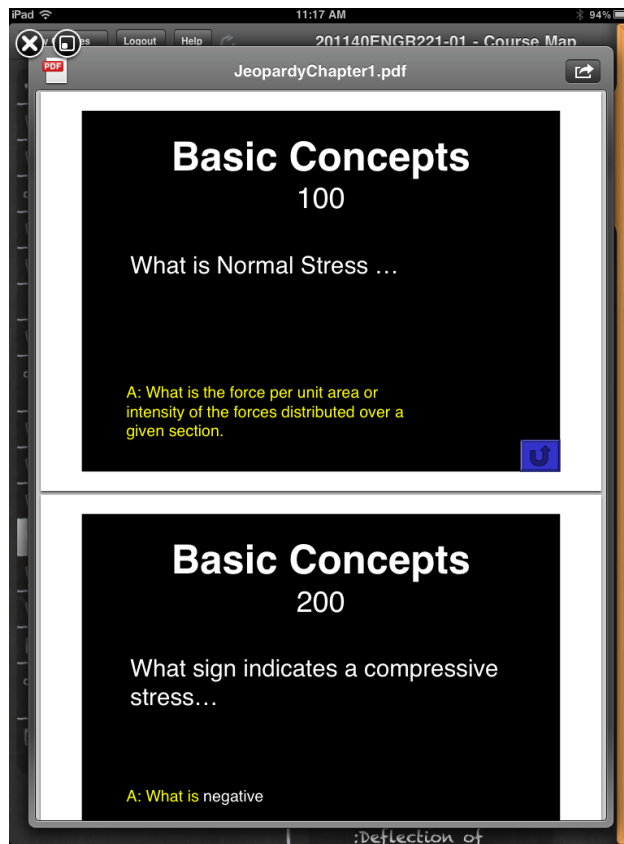 iPad
11:17 AM
94%
Logout
Help
201140ENGR221-01 - Course Map
PDF
JeopardyChapter1.pdf
Basic Concepts
100
What is Normal Stress …
A: What is the force per unit area or
intensity of the forces distributed over a
given section.
Basic Concepts
200
What sign indicates a compressive
stress…
A: What is negative
:Deflection of